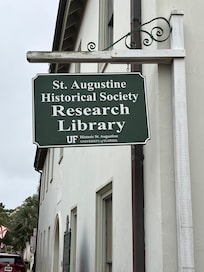 St. Augustine
Historical Society
Research
Library
UF Historic St. Augustine
UNIVERSITY of FLORIDA